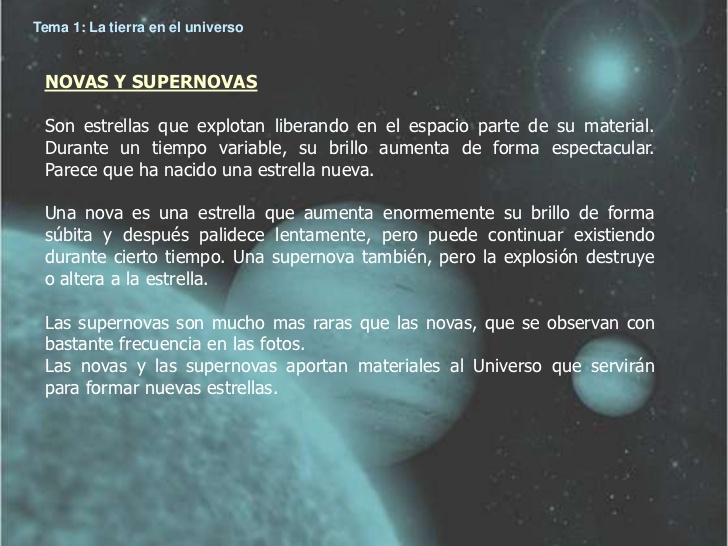 Tema 1: La tierra en el universo
NOVAS Y SUPERNOVAS
Son estrellas que explotan liberando en el espacio parte de su material.
Durante un tiempo variable, su brillo aumenta de forma espectacular.
Parece que ha nacido una estrella nueva.
Una nova es una estrella que aumenta enormemente su brillo de forma
súbita y después palidece lentamente, pero puede continuar existiendo
durante cierto tiempo. Una supernova también, pero la explosión destruye
o altera a la estrella.
Las supernovas son mucho mas raras que las novas, que se observan con
bastante frecuencia en las fotos.
Las novas y las supernovas aportan materiales al Universo que servirán
para formar nuevas estrellas.